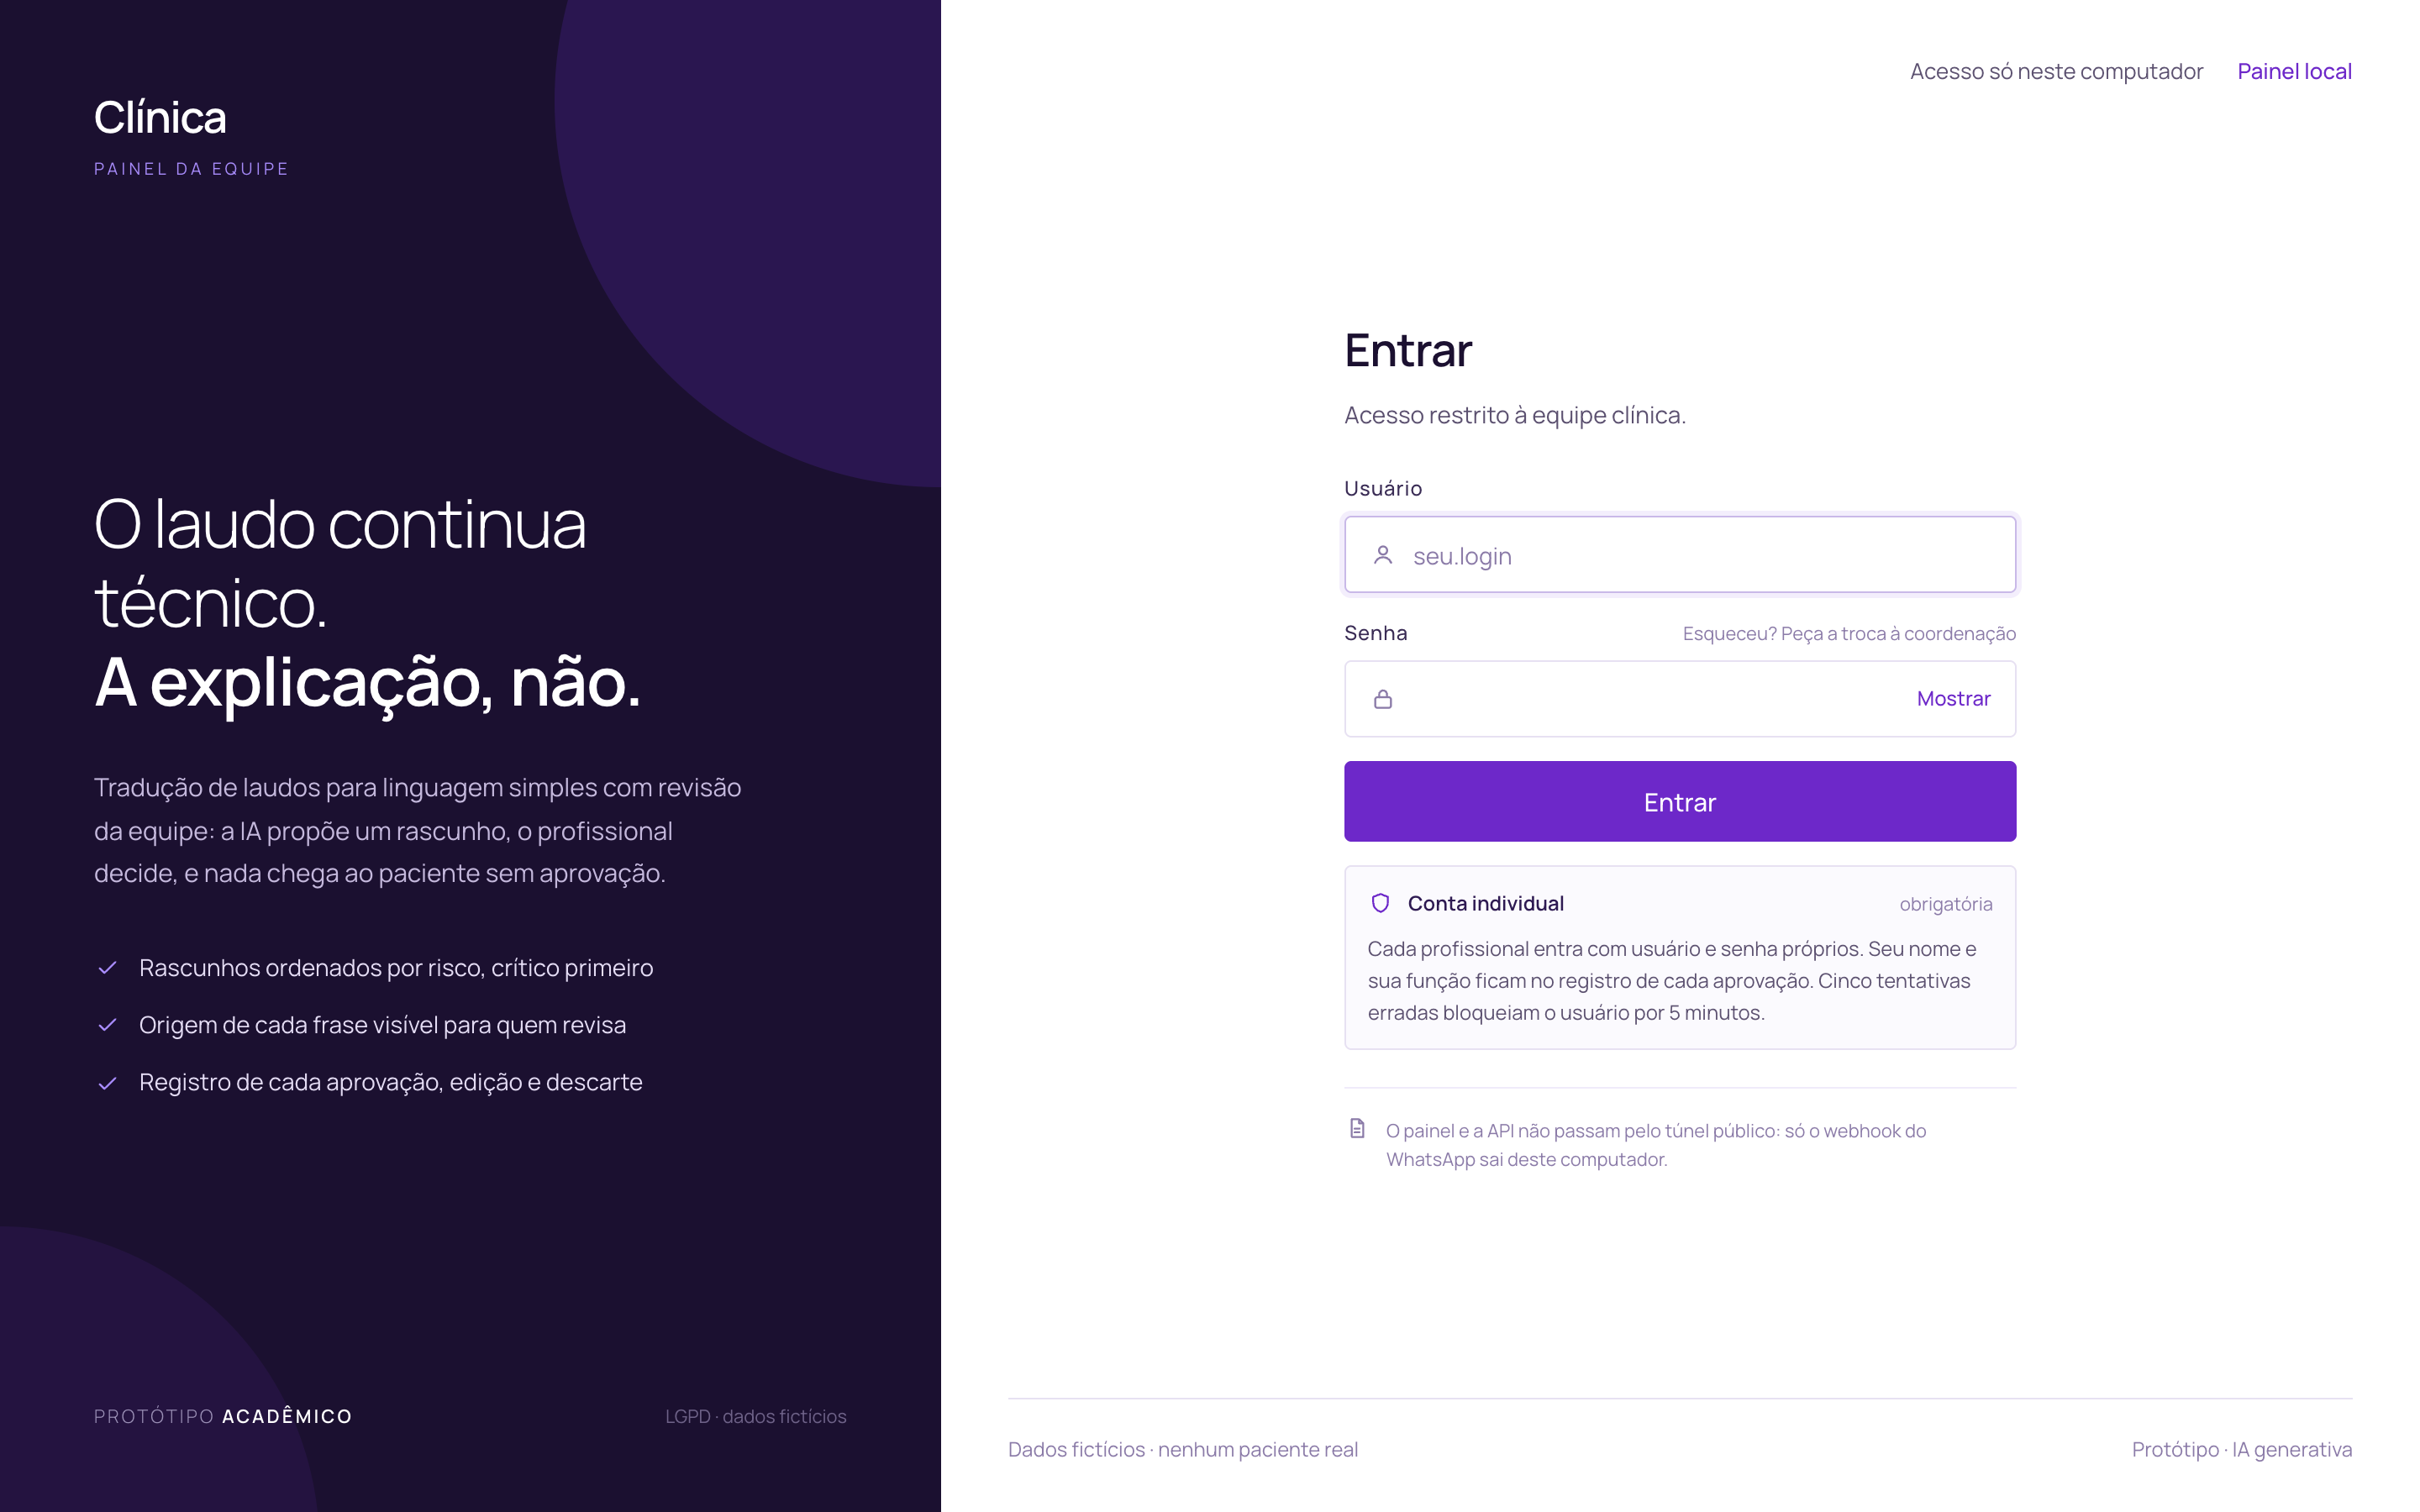 Clínica
PAINEL DA EQUIPE
O laudo continua
técnico.
A explicação, não.
Tradução de laudos para linguagem simples com revisão
da equipe: a IA propõe um rascunho, o profissional
decide, e nada chega ao paciente sem aprovação.
Rascunhos ordenados por risco, crítico primeiro
Origem de cada frase visível para quem revisa
Registro de cada aprovação, edição e descarte
PROTÓTIPO ACADÊMICO
LGPD · dados fictícios
Acesso só neste computador
Painel local
Entrar
Acesso restrito à equipe clínica.
Usuário
seu.login
Senha
Esqueceu? Peça a troca à coordenação
Mostrar
Entrar
Conta individual
obrigatória
Cada profissional entra com usuário e senha próprios. Seu nome e
sua função ficam no registro de cada aprovação. Cinco tentativas
erradas bloqueiam o usuário por 5 minutos.
O painel e a API não passam pelo túnel público: só o webhook do
WhatsApp sai deste computador.
Dados fictícios · nenhum paciente real
Protótipo · IA generativa